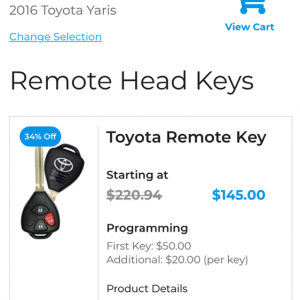 2016 Toyota Yaris
Change Selection
View Cart
Remote Head Keys
34% Off
Toyota Remote Key
Starting at
$220.94 $145.00
Programming
First Key: $50.00
Additional: $20.00 (per key)
Product Details